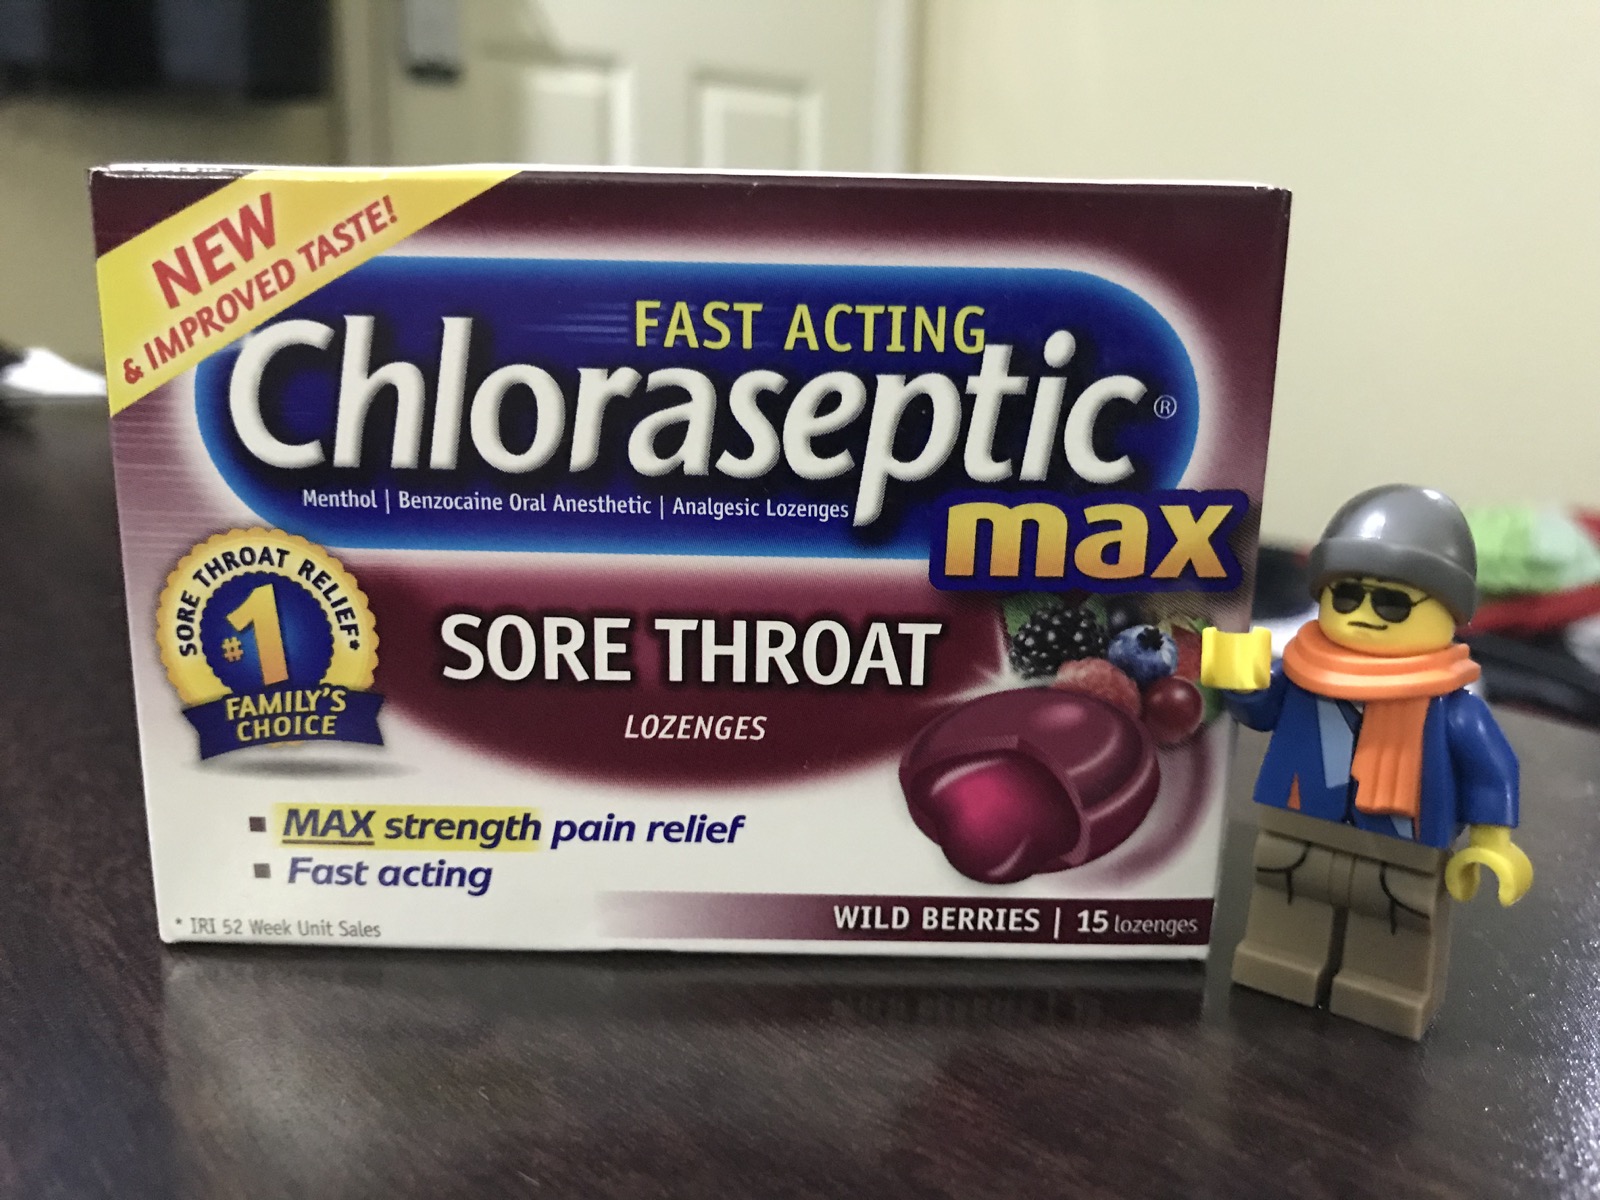 NEW
& IMPROVED TASTE!
FAST ACTING
Chloraseptic®
max
Menthol | Benzocaine Oral Anesthetic | Analgesic Lozenges
SORE THROAT RELIEF*
#1
FAMILY'S
CHOICE
SORE THROAT
LOZENGES
▪ MAX strength pain relief
▪ Fast acting
* IRI 52 Week Unit Sales
WILD BERRIES | 15 lozenges